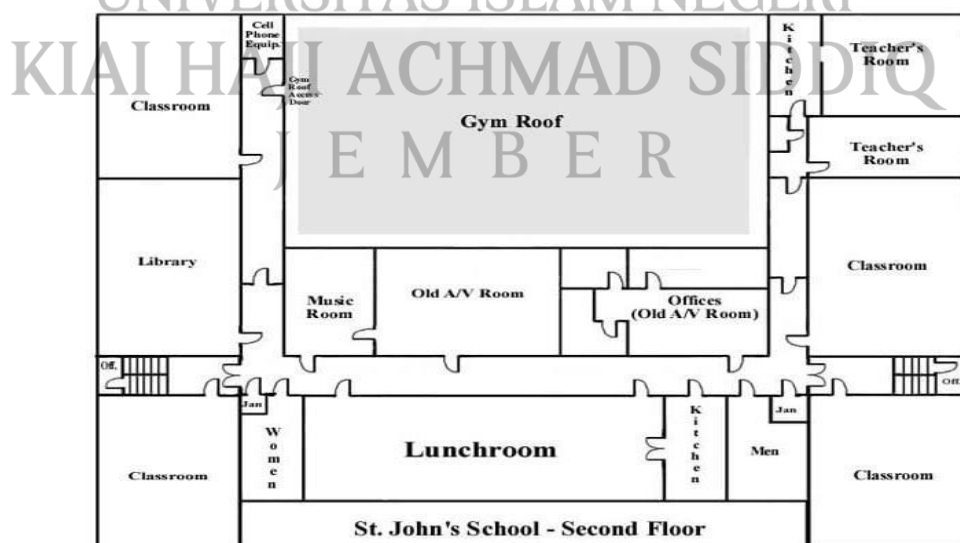 UNIVERSITAS ISLAM NEGERI
KIAI HAJI ACHMAD SIDDIQ
JEMBER
Cell
Phone
Equip.
Kitchen
Teacher's
Room
Classroom
Gym
Roof
Access
Door
Gym Roof
Teacher's
Room
Library
Classroom
Music
Room
Old A/V Room
Offices
(Old A/V Room)
Off.
Off.
Jan
Women
Lunchroom
Kitchen
Jan
Men
Classroom
Classroom
St. John's School - Second Floor